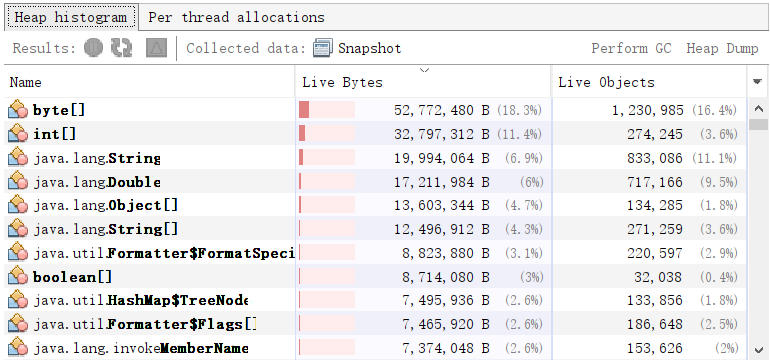 Heap histogram Per thread allocations
Results: Collected data: Snapshot Perform GC Heap Dump
Name Live Bytes Live Objects
byte[] 52,772,480 B (18.3%) 1,230,985 (16.4%)
int[] 32,797,312 B (11.4%) 274,245 (3.6%)
java.lang.String 19,994,064 B (6.9%) 833,086 (11.1%)
java.lang.Double 17,211,984 B (6%) 717,166 (9.5%)
java.lang.Object[] 13,603,344 B (4.7%) 134,285 (1.8%)
java.lang.String[] 12,496,912 B (4.3%) 271,259 (3.6%)
java.util.Formatter$FormatSpeci 8,823,880 B (3.1%) 220,597 (2.9%)
boolean[] 8,714,080 B (3%) 32,038 (0.4%)
java.util.HashMap$TreeNode 7,495,936 B (2.6%) 133,856 (1.8%)
java.util.Formatter$Flags[] 7,465,920 B (2.6%) 186,648 (2.5%)
java.lang.invoke.MemberName 7,374,048 B (2.6%) 153,626 (2%)